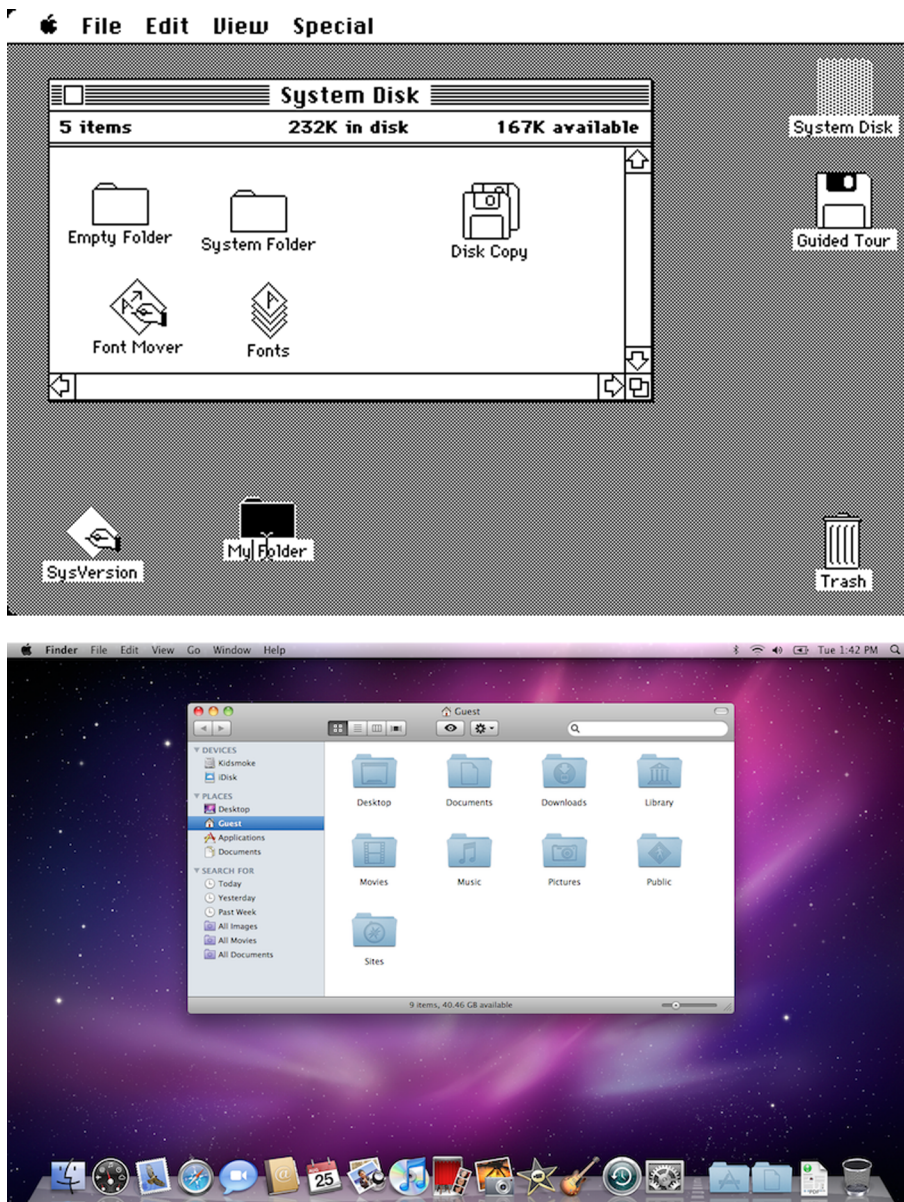 File Edit View Special
System Disk
5 items 232K in disk 167K available
Empty Folder System Folder Disk Copy
Font Mover Fonts
System Disk
Guided Tour
SysVersion
My Folder
Trash
Finder File Edit View Go Window Help Tue 1:42 PM
Guest
DEVICES
Kidsmoke
iDisk
PLACES
Desktop
Guest
Applications
Documents
SEARCH FOR
Today
Yesterday
Past Week
All Images
All Movies
All Documents
Desktop Documents Downloads Library
Movies Music Pictures Public
Sites
9 items, 40.46 GB available
AUG
25